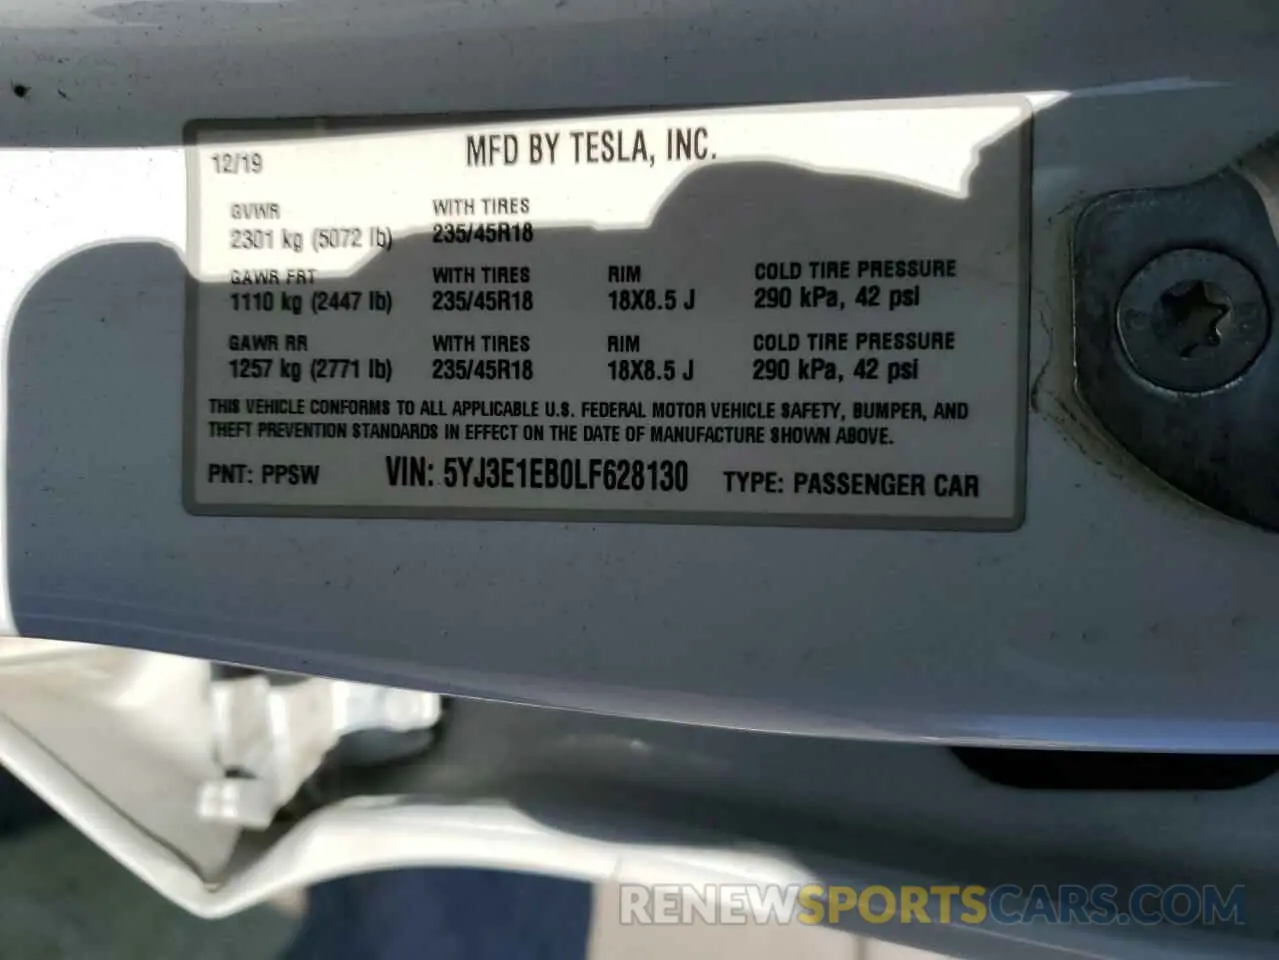 12/19 MFD BY TESLA, INC.
GVWR WITH TIRES
2301 kg (5072 lb) 235/45R18
GAWR FRT WITH TIRES RIM COLD TIRE PRESSURE
1110 kg (2447 lb) 235/45R18 18X8.5 J 290 kPa, 42 psi
GAWR RR WITH TIRES RIM COLD TIRE PRESSURE
1257 kg (2771 lb) 235/45R18 18X8.5 J 290 kPa, 42 psi
THIS VEHICLE CONFORMS TO ALL APPLICABLE U.S. FEDERAL MOTOR VEHICLE SAFETY, BUMPER, AND
THEFT PREVENTION STANDARDS IN EFFECT ON THE DATE OF MANUFACTURE SHOWN ABOVE.
PNT: PPSW VIN: 5YJ3E1EB0LF628130 TYPE: PASSENGER CAR
RENEWSPORTSCARS.COM